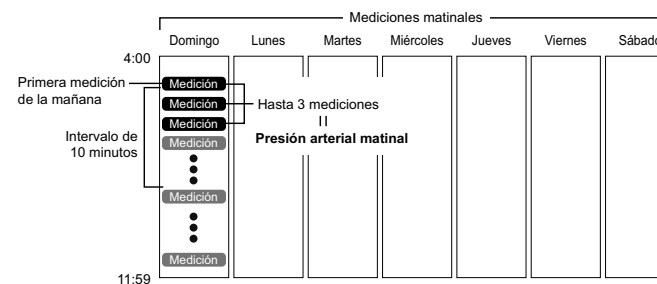 Mediciones matinales
Domingo Lunes Martes Miércoles Jueves Viernes Sábado
4:00
Primera medición
de la mañana
Medición
Medición
Medición
Hasta 3 mediciones
Presión arterial matinal
Intervalo de
10 minutos
Medición
Medición
Medición
11:59